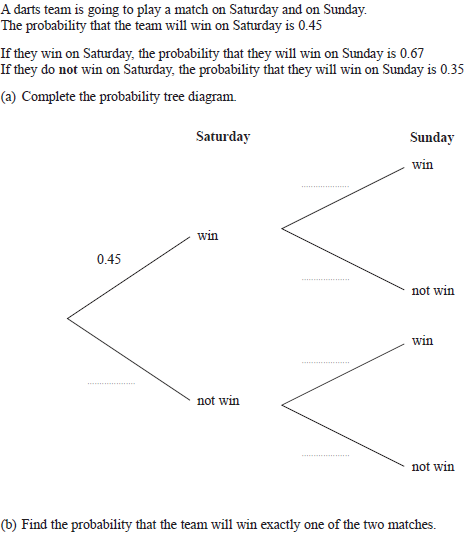 A darts team is going to play a match on Saturday and on Sunday.
The probability that the team will win on Saturday is 0.45
If they win on Saturday, the probability that they will win on Sunday is 0.67
If they do not win on Saturday, the probability that they will win on Sunday is 0.35
(a) Complete the probability tree diagram.
Saturday
Sunday
win
win
0.45
not win
win
not win
not win
(b) Find the probability that the team will win exactly one of the two matches.